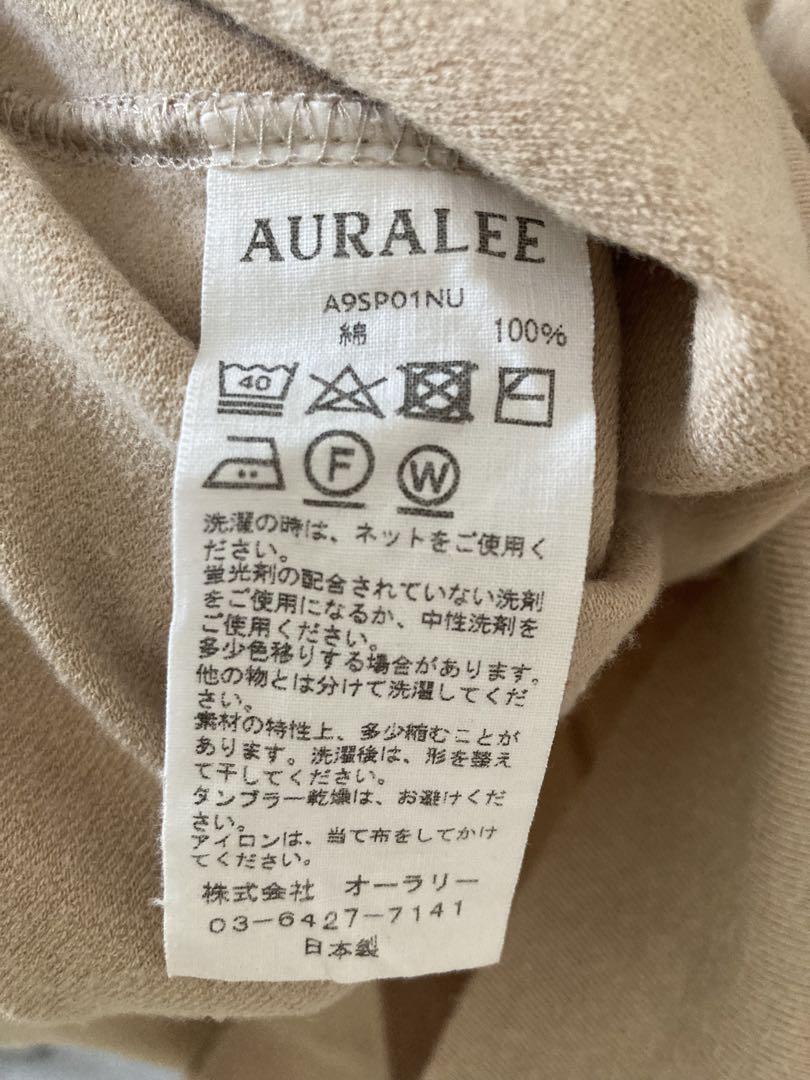 AURALEE
A9SP01NU
綿 100%
40
F W
洗濯の時は、ネットをご使用く
ださい。
蛍光剤の配合されていない洗剤
をご使用になるか、中性洗剤を
ご使用ください。
多少色移りする場合があります。
他の物とは分けて洗濯してくだ
さい。
素材の特性上、多少縮むことが
あります。洗濯後は、形を整え
て干してください。
タンブラー乾燥は、お避けくだ
さい。
アイロンは、当て布をしてかけ
てください。
株式会社 オーラリー
03-6427-7141
日本製